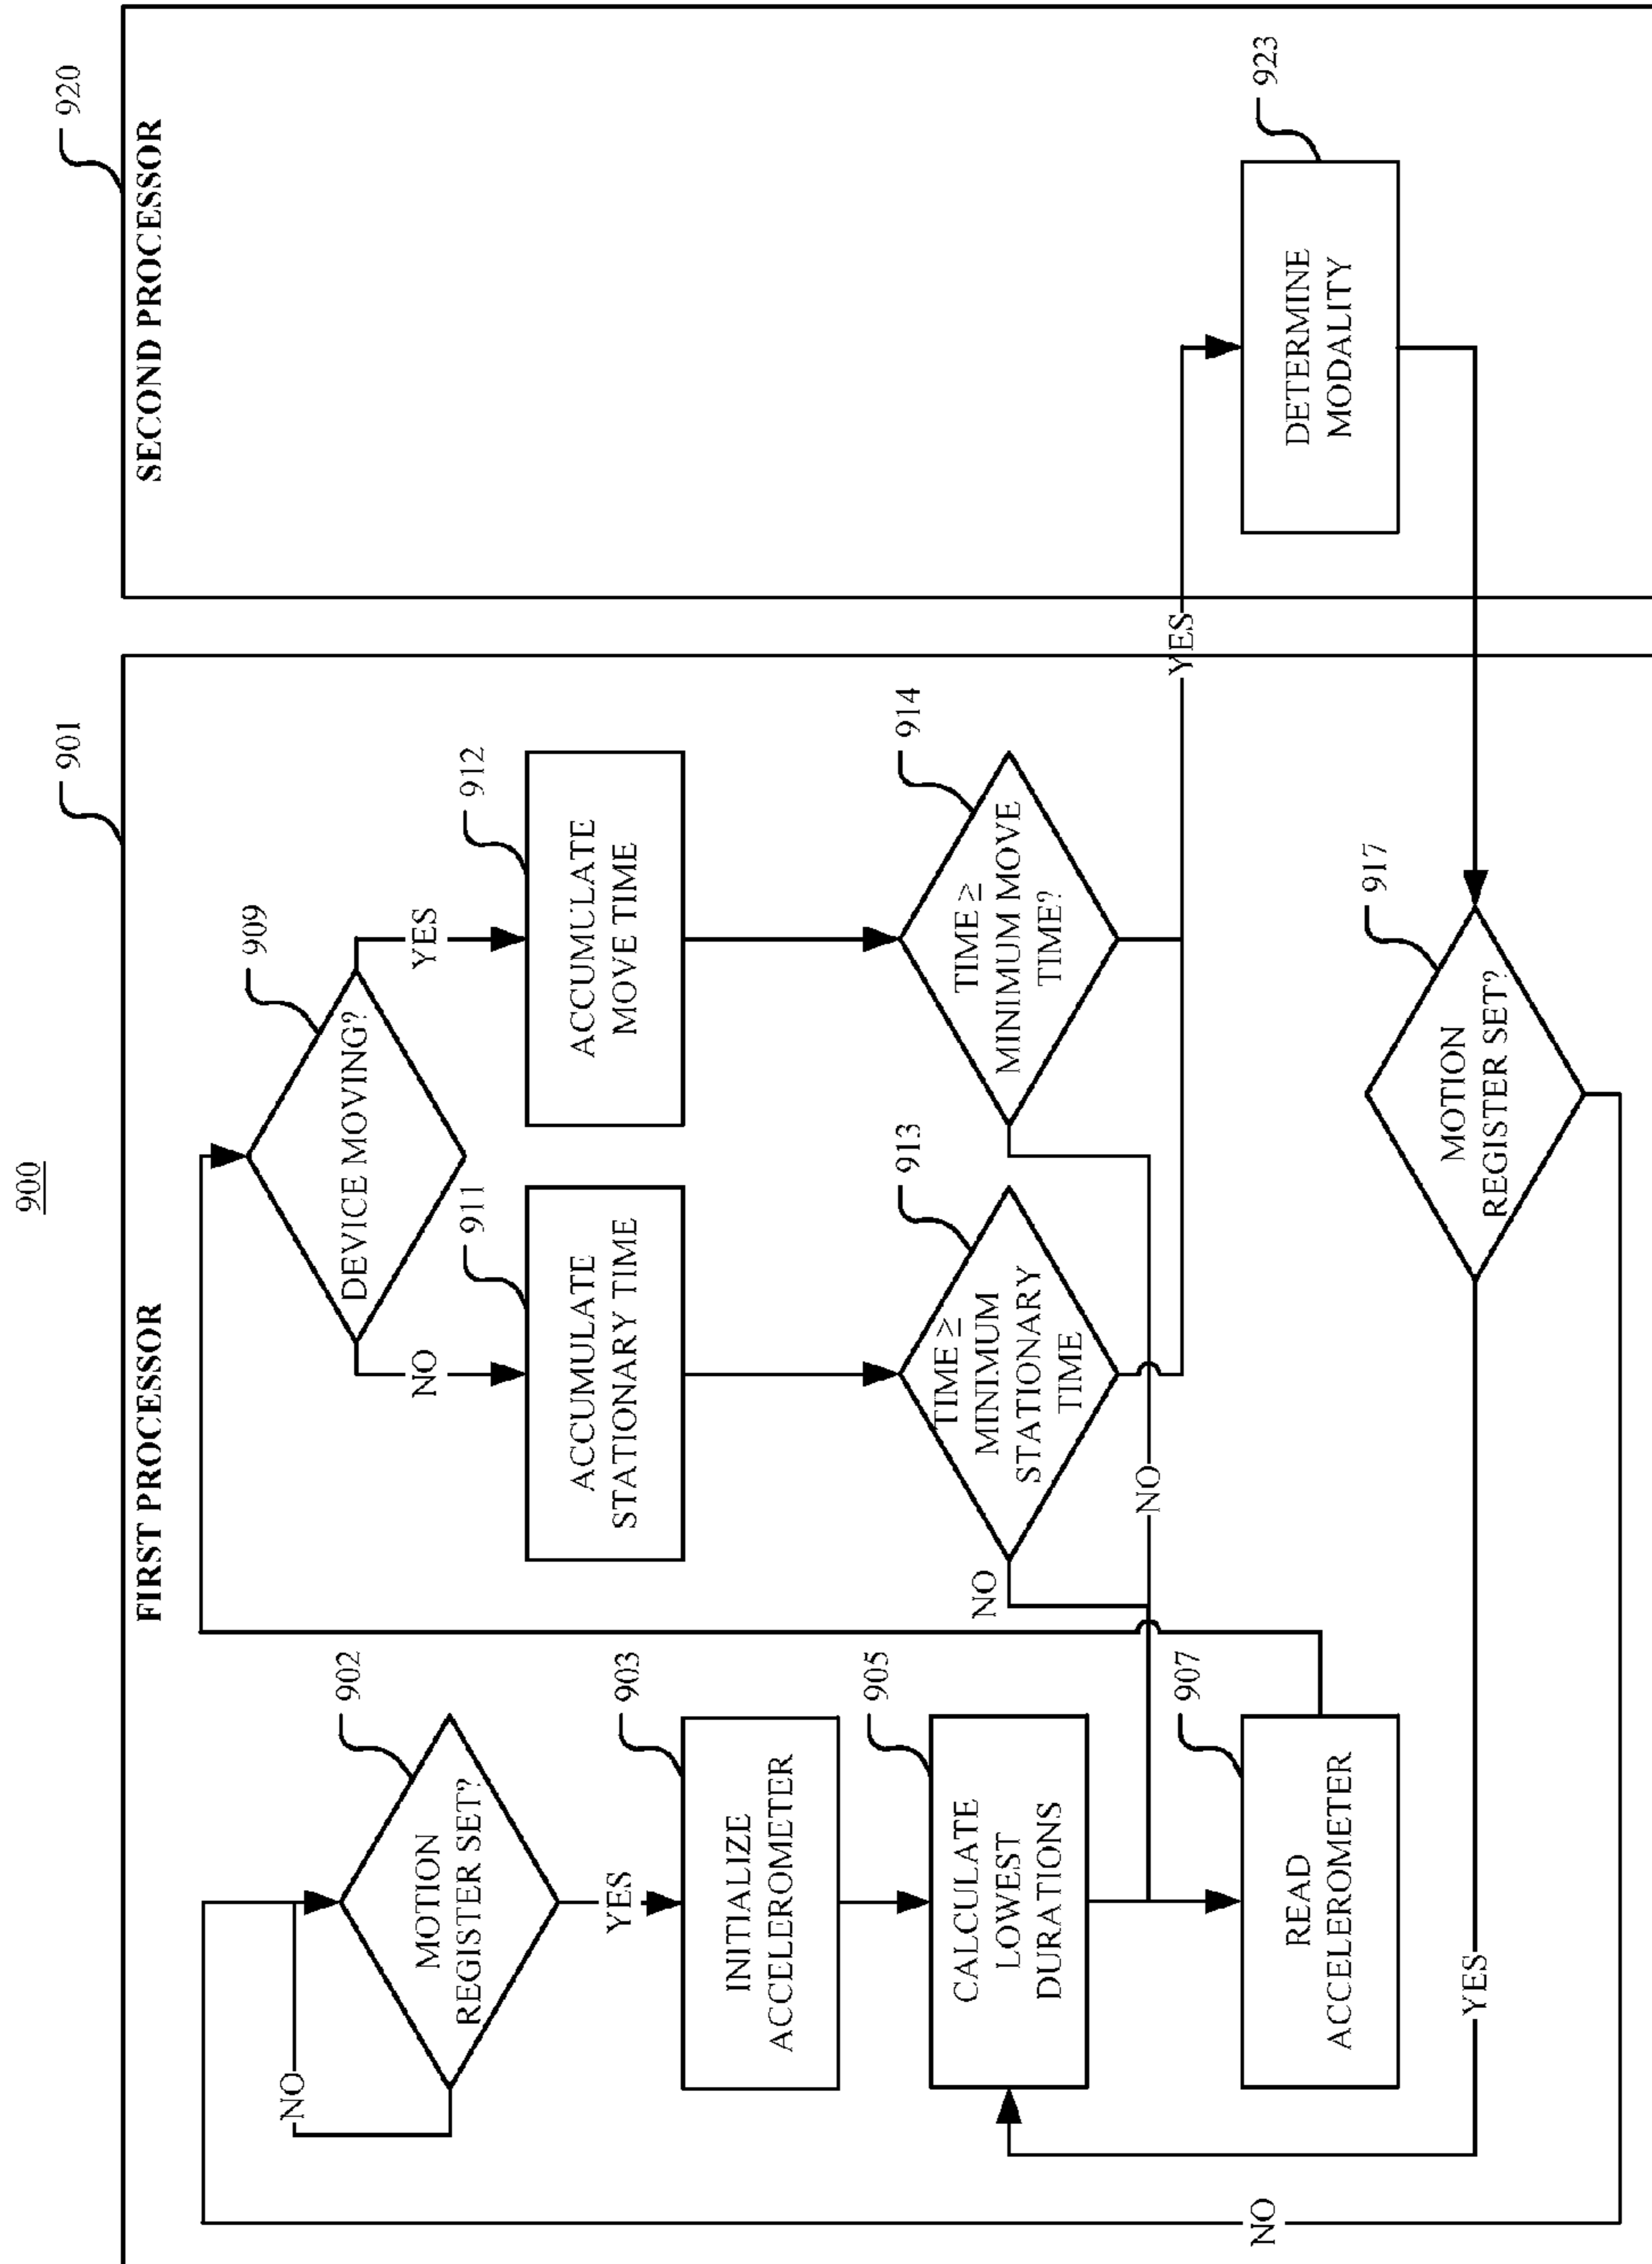 900
FIRST PROCESSOR
901
MOTION
REGISTER SET?
902
NO
YES
INITIALIZE
ACCELEROMETER
903
CALCULATE
LOWEST
DURATIONS
905
READ
ACCELEROMETER
907
DEVICE MOVING?
909
NO
YES
ACCUMULATE
STATIONARY TIME
911
ACCUMULATE
MOVE TIME
912
TIME ≥
MINIMUM
STATIONARY
TIME
913
NO
TIME ≥
MINIMUM MOVE
TIME?
914
NO
YES
MOTION
REGISTER SET?
917
YES
NO
SECOND PROCESSOR
920
DETERMINE
MODALITY
923